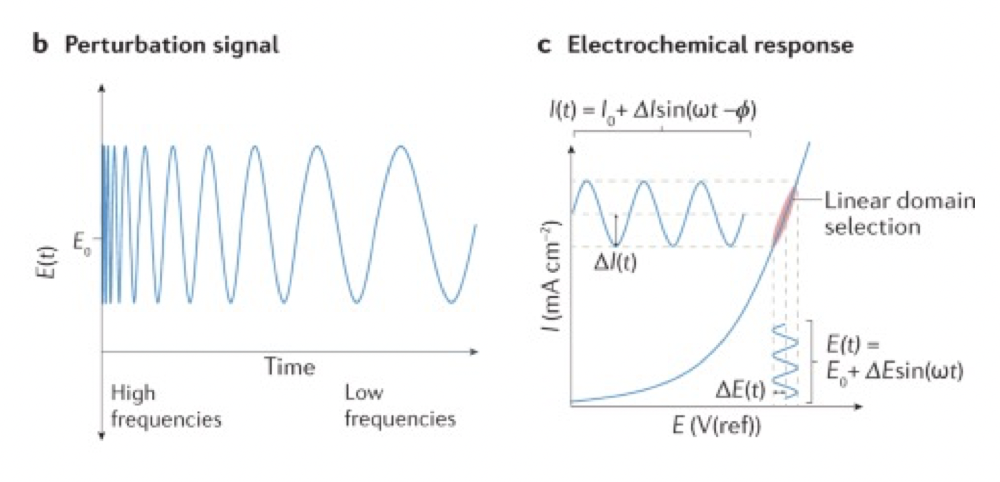 b Perturbation signal
E(t)
E₀
Time
High
frequencies
Low
frequencies
c Electrochemical response
I(t) = I₀+ ΔIsin(ωt –ϕ)
I (mA cm⁻²)
ΔI(t)
Linear domain
selection
E(t) =
E₀+ ΔEsin(ωt)
ΔE(t)
E (V(ref))